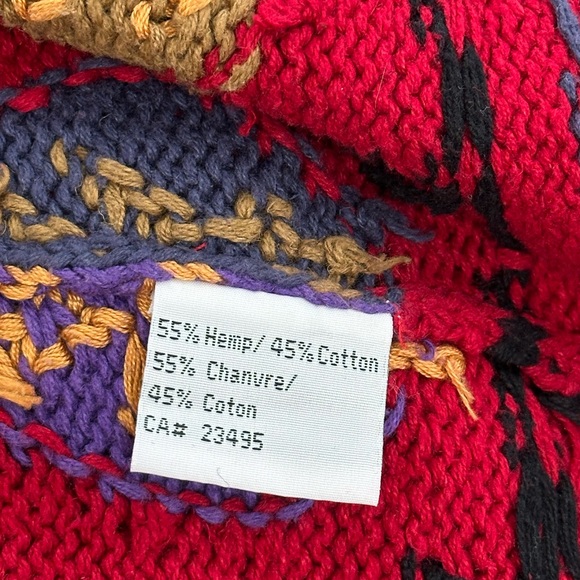 55% Hemp/ 45% Cotton
55% Chanvre/
45% Coton
CA# 23495